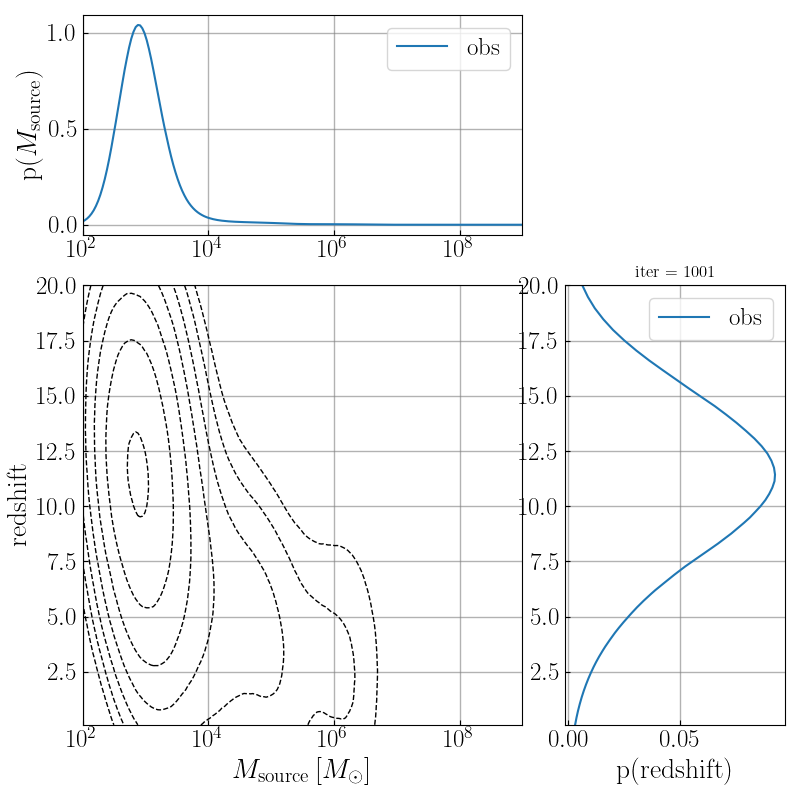 1.0
0.5
0.0
p(M_source)
obs
10^2 10^4 10^6 10^8
iter = 1001
20.0
17.5
15.0
12.5
10.0
7.5
5.0
2.5
redshift
10^2 10^4 10^6 10^8
M_source [M_⊙]
20.0
17.5
15.0
12.5
10.0
7.5
5.0
2.5
obs
0.00 0.05
p(redshift)